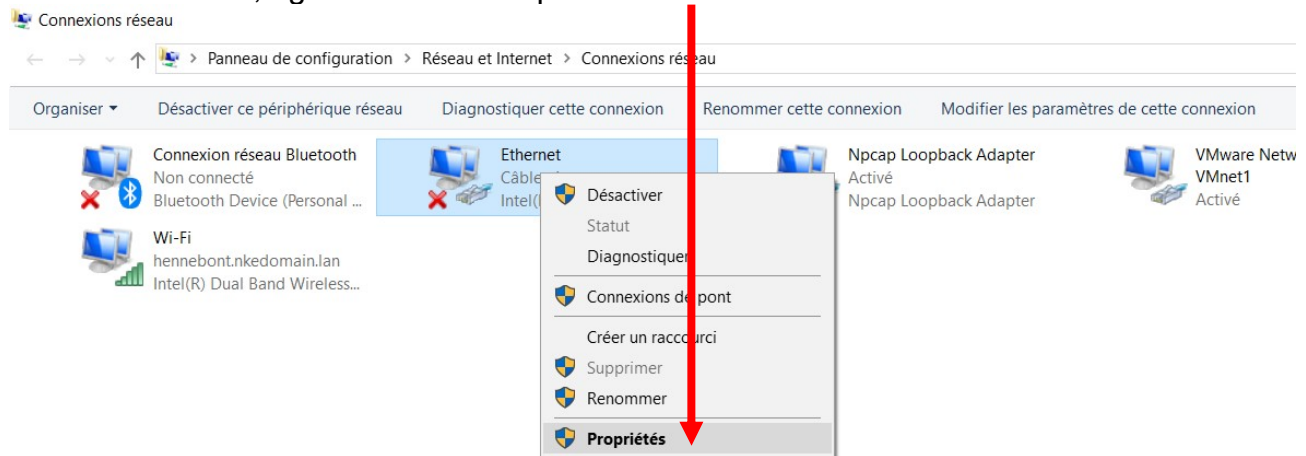 Connexions réseau
Panneau de configuration > Réseau et Internet > Connexions réseau
Organiser Désactiver ce périphérique réseau Diagnostiquer cette connexion Renommer cette connexion Modifier les paramètres de cette connexion
Connexion réseau Bluetooth
Non connecté
Bluetooth Device (Personal ...
Ethernet
Intel(
Npcap Loopback Adapter
Activé
Npcap Loopback Adapter
VMware Netw
VMnet1
Activé
Wi-Fi
hennebont.nkedomain.lan
Intel(R) Dual Band Wireless...
Désactiver
Statut
Diagnostiquer
Connexions de pont
Créer un raccourci
Supprimer
Renommer
Propriétés